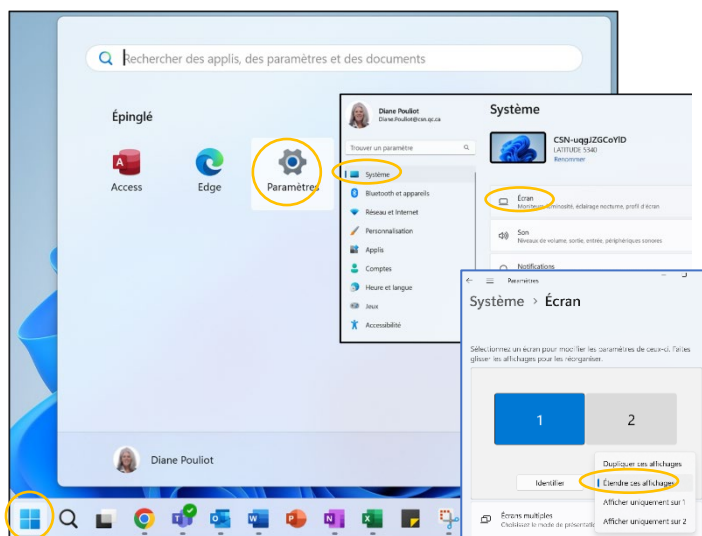 Rechercher des applis, des paramètres et des documents
Épinglé
Access
Edge
Paramètres
Diane Pouliot
Diane Pouliot
Diane.Pouliot@csn.qc.ca
Trouver un paramètre
Système
Bluetooth et appareils
Réseau et Internet
Personnalisation
Applis
Comptes
Heure et langue
Jeux
Accessibilité
Système
CSN-uqgJZGCoYlD
LATITUDE 5340
Renommer
Écran
Moniteurs, luminosité, éclairage nocturne, profil d'écran
Son
Niveaux de volume, sortie, entrée, périphériques sonores
Notifications
Paramètres
Système > Écran
Sélectionnez un écran pour modifier les paramètres de ceux-ci. Faites
glisser les affichages pour les réorganiser.
1
2
Identifier
Dupliquer ces affichages
Étendre ces affichages
Afficher uniquement sur 1
Afficher uniquement sur 2
Écrans multiples
Choisissez le mode de présentatio